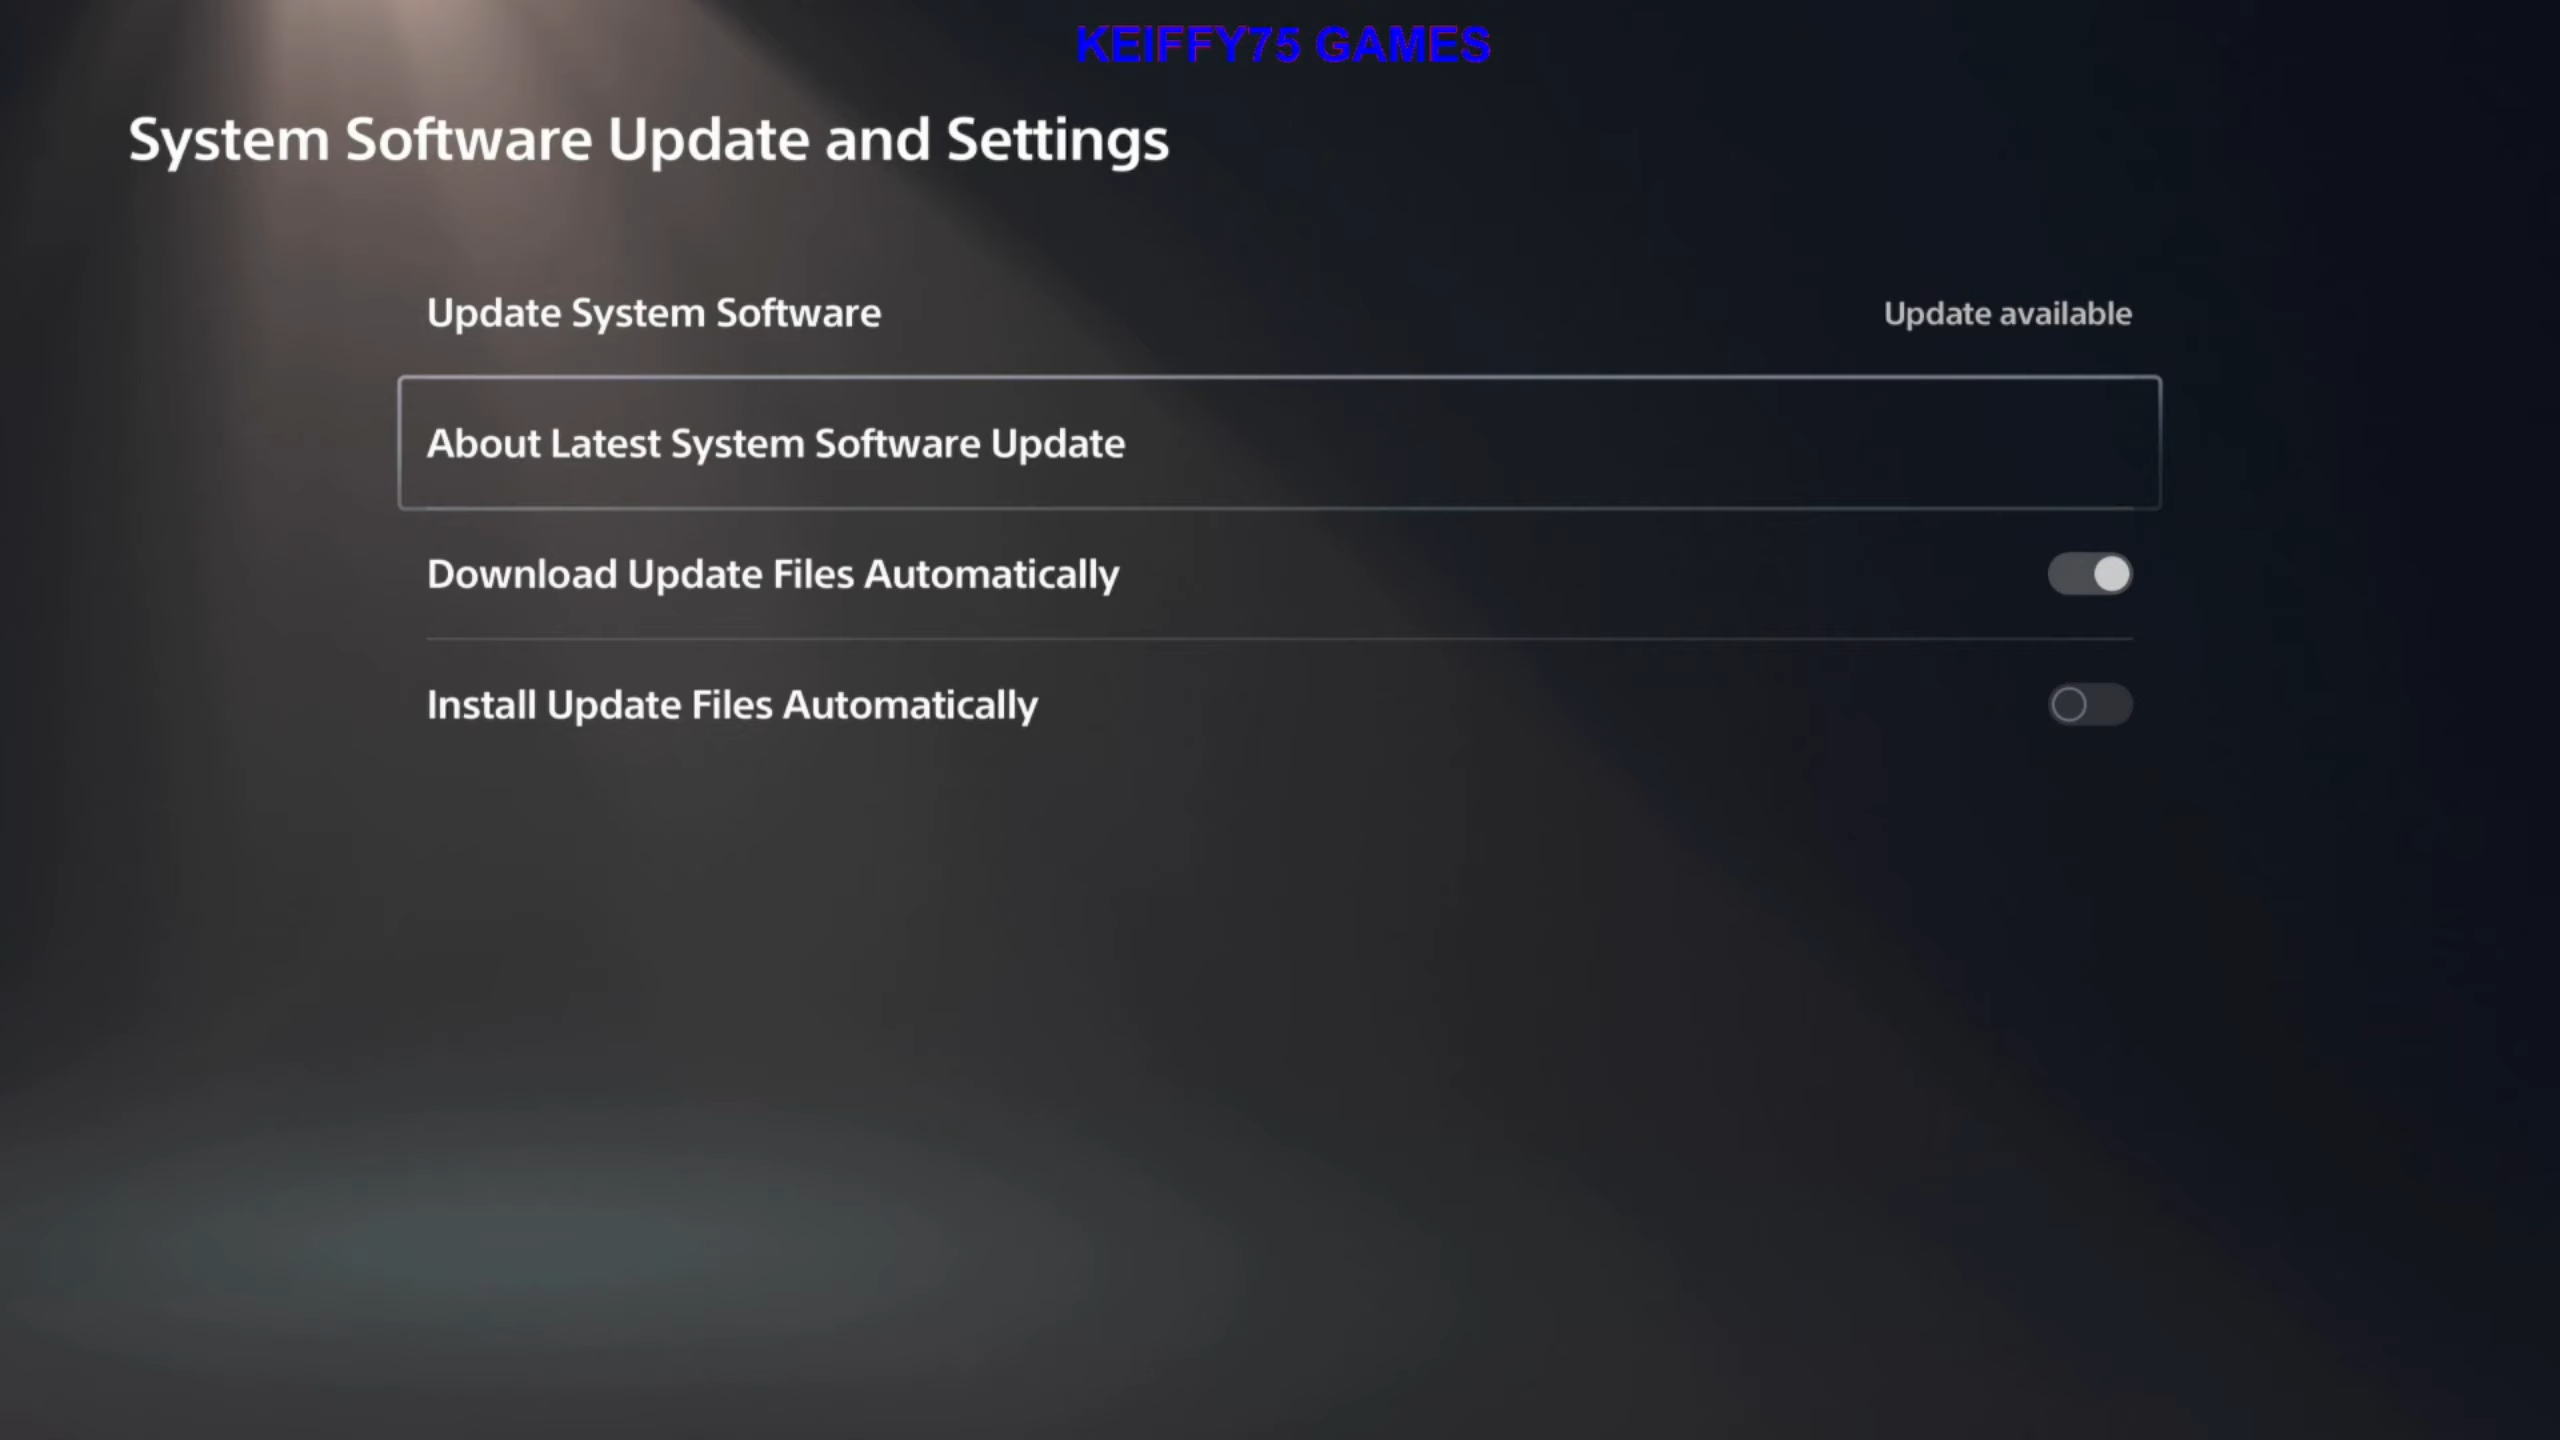 KEIFFY75 GAMES
System Software Update and Settings
Update System Software
Update available
About Latest System Software Update
Download Update Files Automatically
Install Update Files Automatically